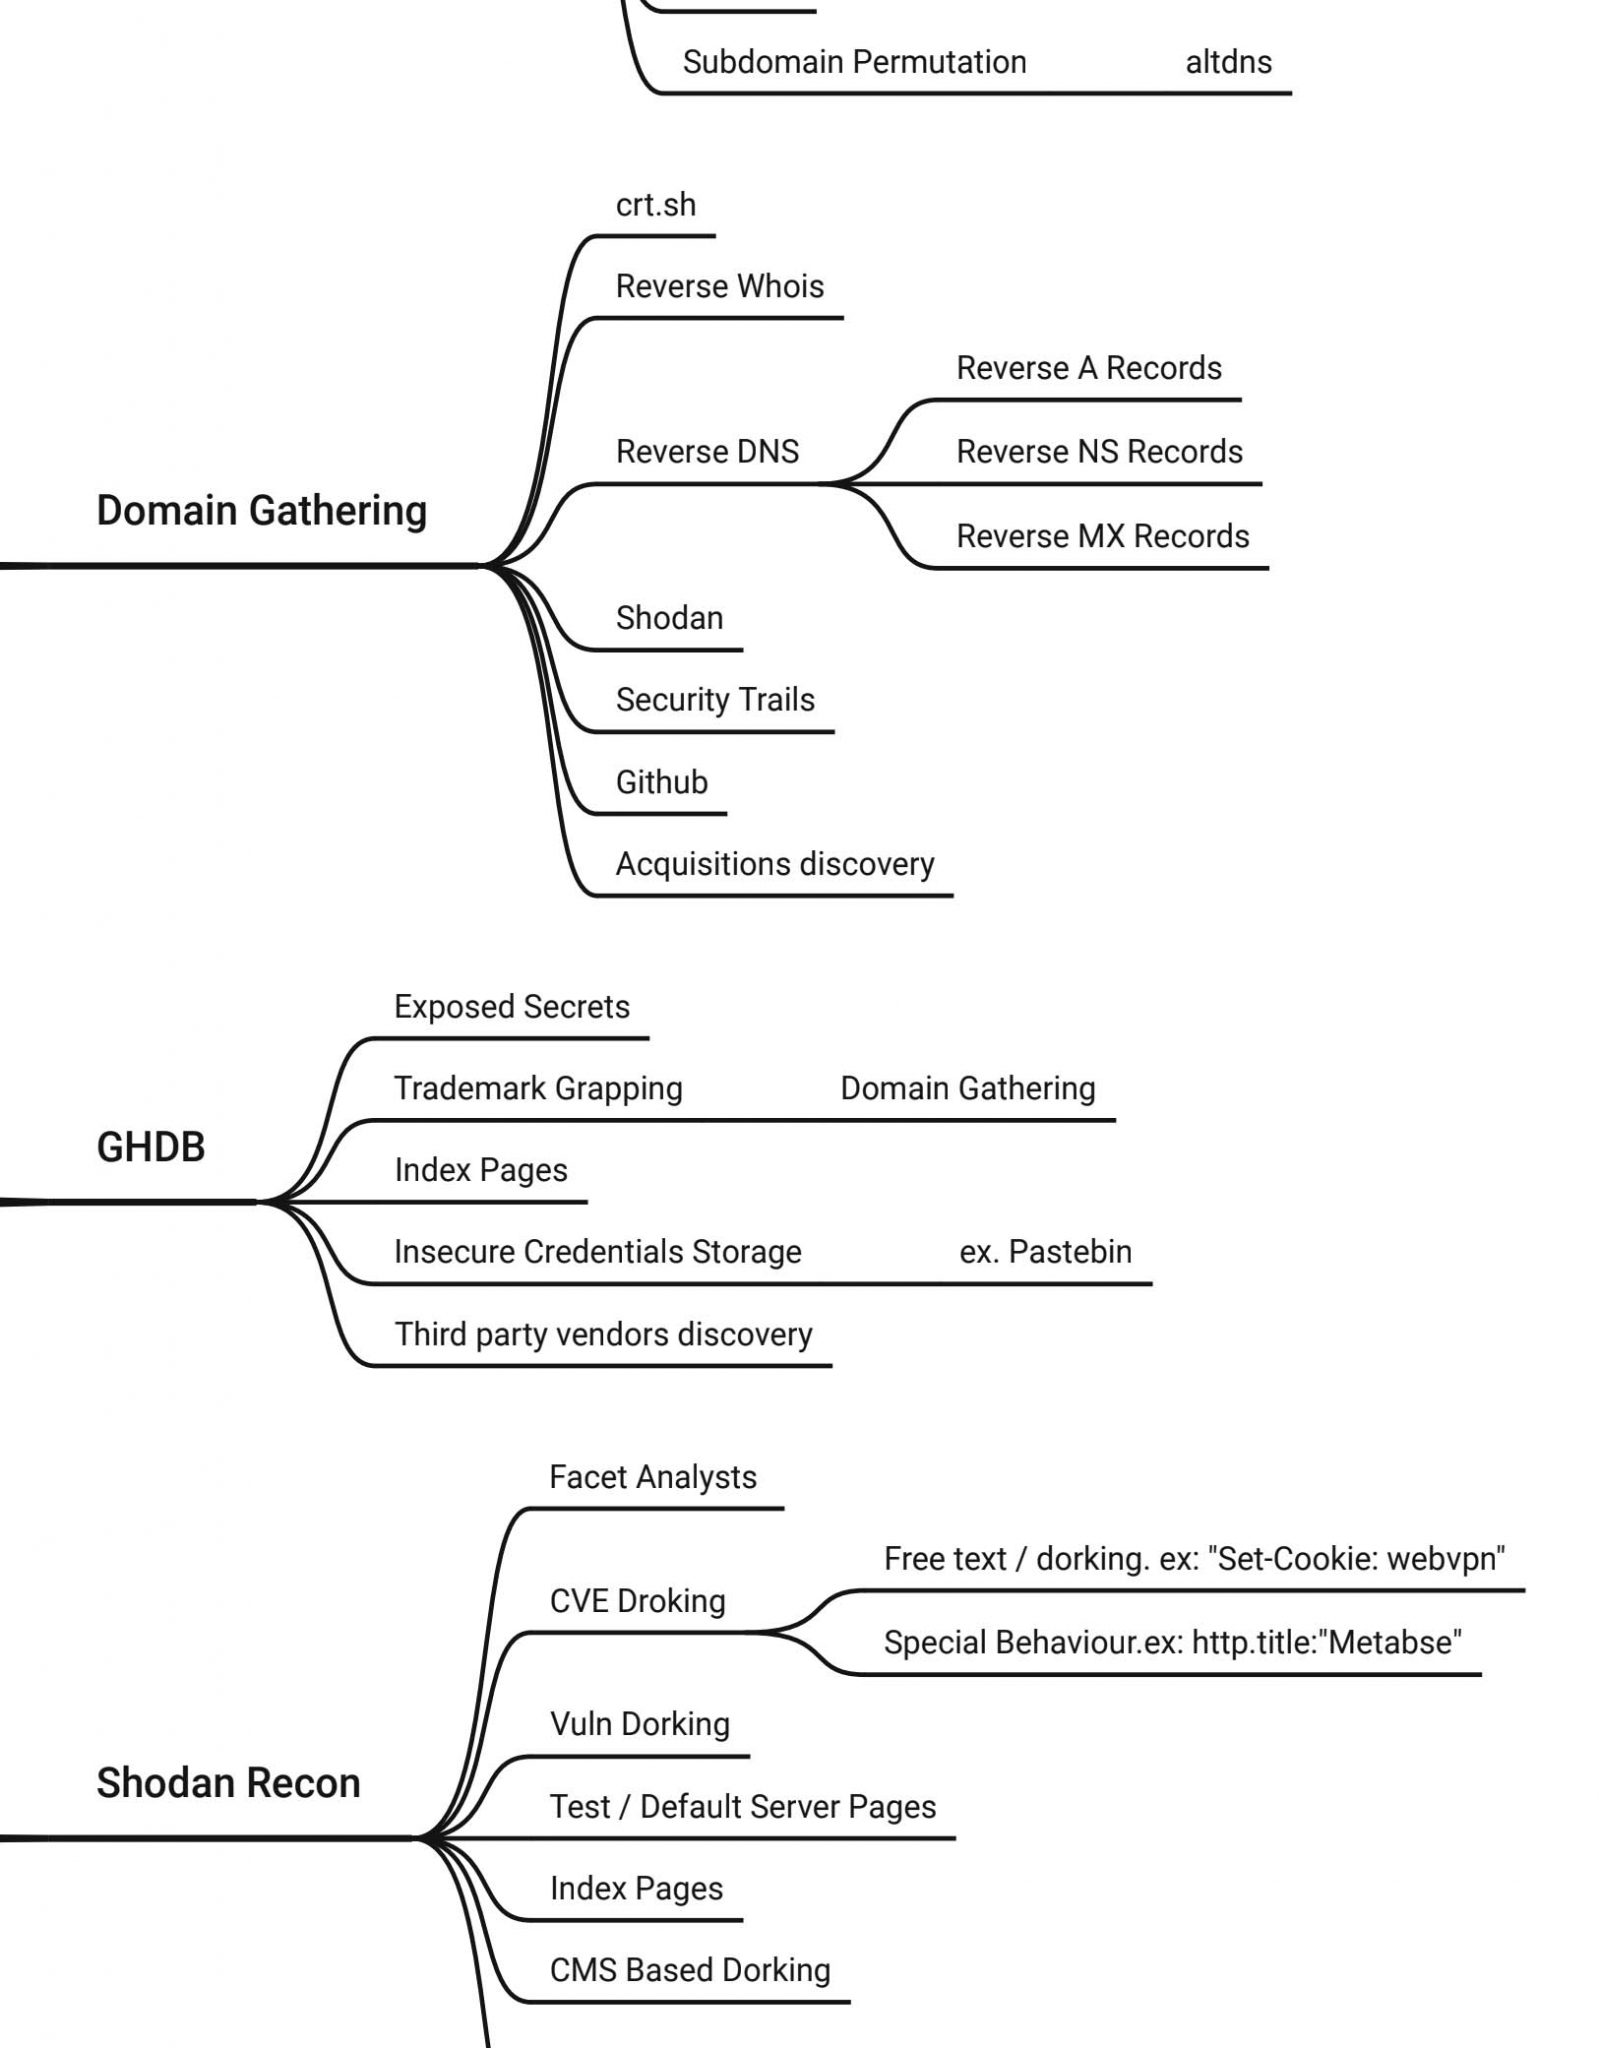 Subdomain Permutation altdns
crt.sh
Reverse Whois
Reverse A Records
Reverse DNS
Reverse NS Records
Reverse MX Records
Domain Gathering
Shodan
Security Trails
Github
Acquisitions discovery
Exposed Secrets
Trademark Grapping Domain Gathering
GHDB
Index Pages
Insecure Credentials Storage ex. Pastebin
Third party vendors discovery
Facet Analysts
Free text / dorking. ex: "Set-Cookie: webvpn"
CVE Droking
Special Behaviour.ex: http.title:"Metabse"
Vuln Dorking
Shodan Recon
Test / Default Server Pages
Index Pages
CMS Based Dorking